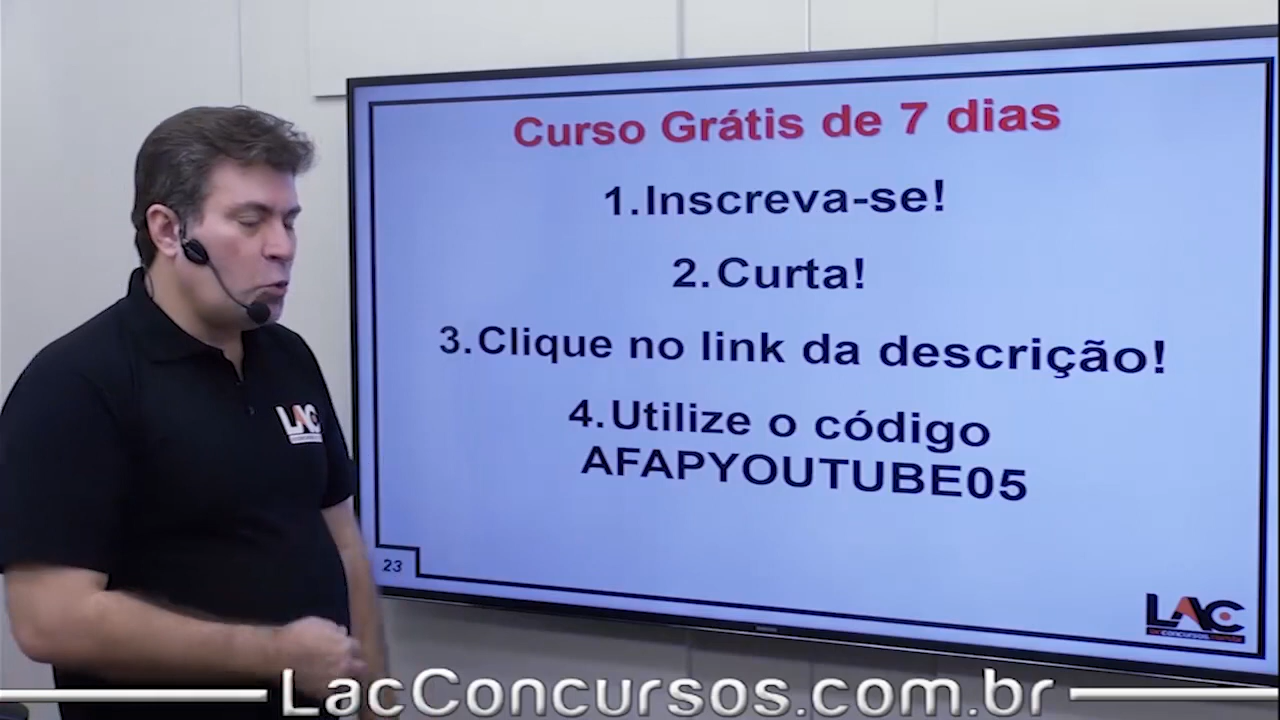 Curso Grátis de 7 dias
1.Inscreva-se!
2.Curta!
3.Clique no link da descrição!
4.Utilize o código
AFAPYOUTUBE05
23
LAC
LAC
LacConcursos.com.br